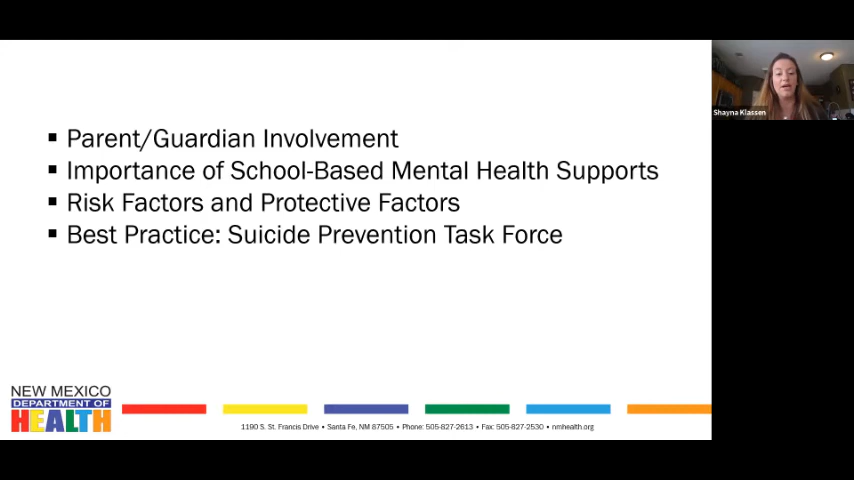 ▪ Parent/Guardian Involvement
▪ Importance of School-Based Mental Health Supports
▪ Risk Factors and Protective Factors
▪ Best Practice: Suicide Prevention Task Force
Shayna Klassen
NEW MEXICO
DEPARTMENT OF
HEALTH
1190 S. St. Francis Drive • Santa Fe, NM 87505 • Phone: 505-827-2613 • Fax: 505-827-2530 • nmhealth.org